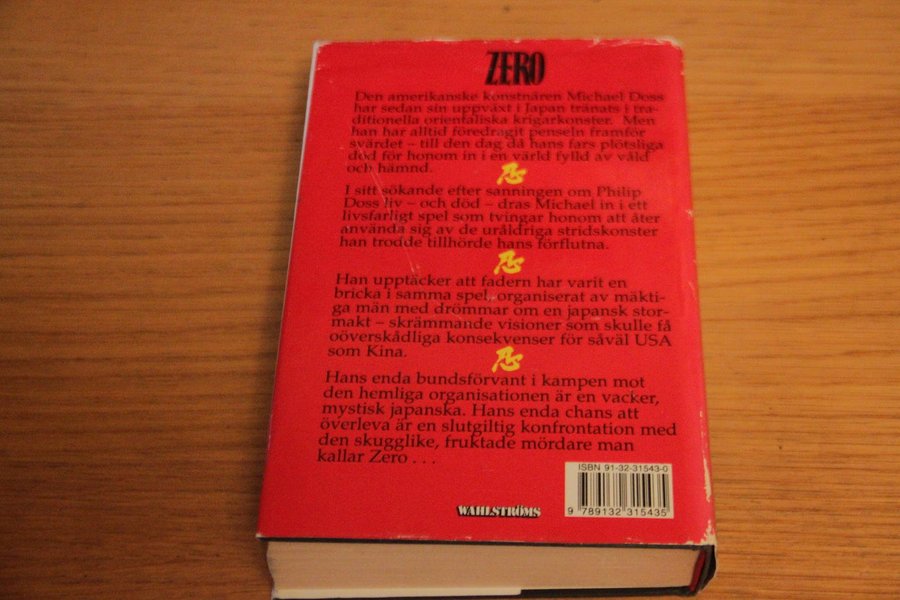 ZERO
Den amerikanske konstnären Michael Doss
har sedan sin uppväxt i Japan tränats i tra-
ditionella orientaliska krigarkonster. Men
han har alltid föredragit penseln framför
svärdet – till den dag då hans fars plötsliga
död för honom in i en värld fylld av våld
och hämnd.
忍
I sitt sökande efter sanningen om Philip
Doss liv – och död – dras Michael in i ett
livsfarligt spel som tvingar honom att åter
använda sig av de uråldriga stridskonster
han trodde tillhörde hans förflutna.
忍
Han upptäcker att fadern har varit en
bricka i samma spel, organiserat av mäkti-
ga män med drömmar om en japansk stor-
makt – skrämmande visioner som skulle få
oöverskådliga konsekvenser för såväl USA
som Kina.
忍
Hans enda bundsförvant i kampen mot
den hemliga organisationen är en vacker,
mystisk japanska. Hans enda chans att
överleva är en slutgiltig konfrontation med
den skugglike, fruktade mördare man
kallar Zero . . .
ISBN 91-32-31543-0
9 789132 315435
WAHLSTRÖMS